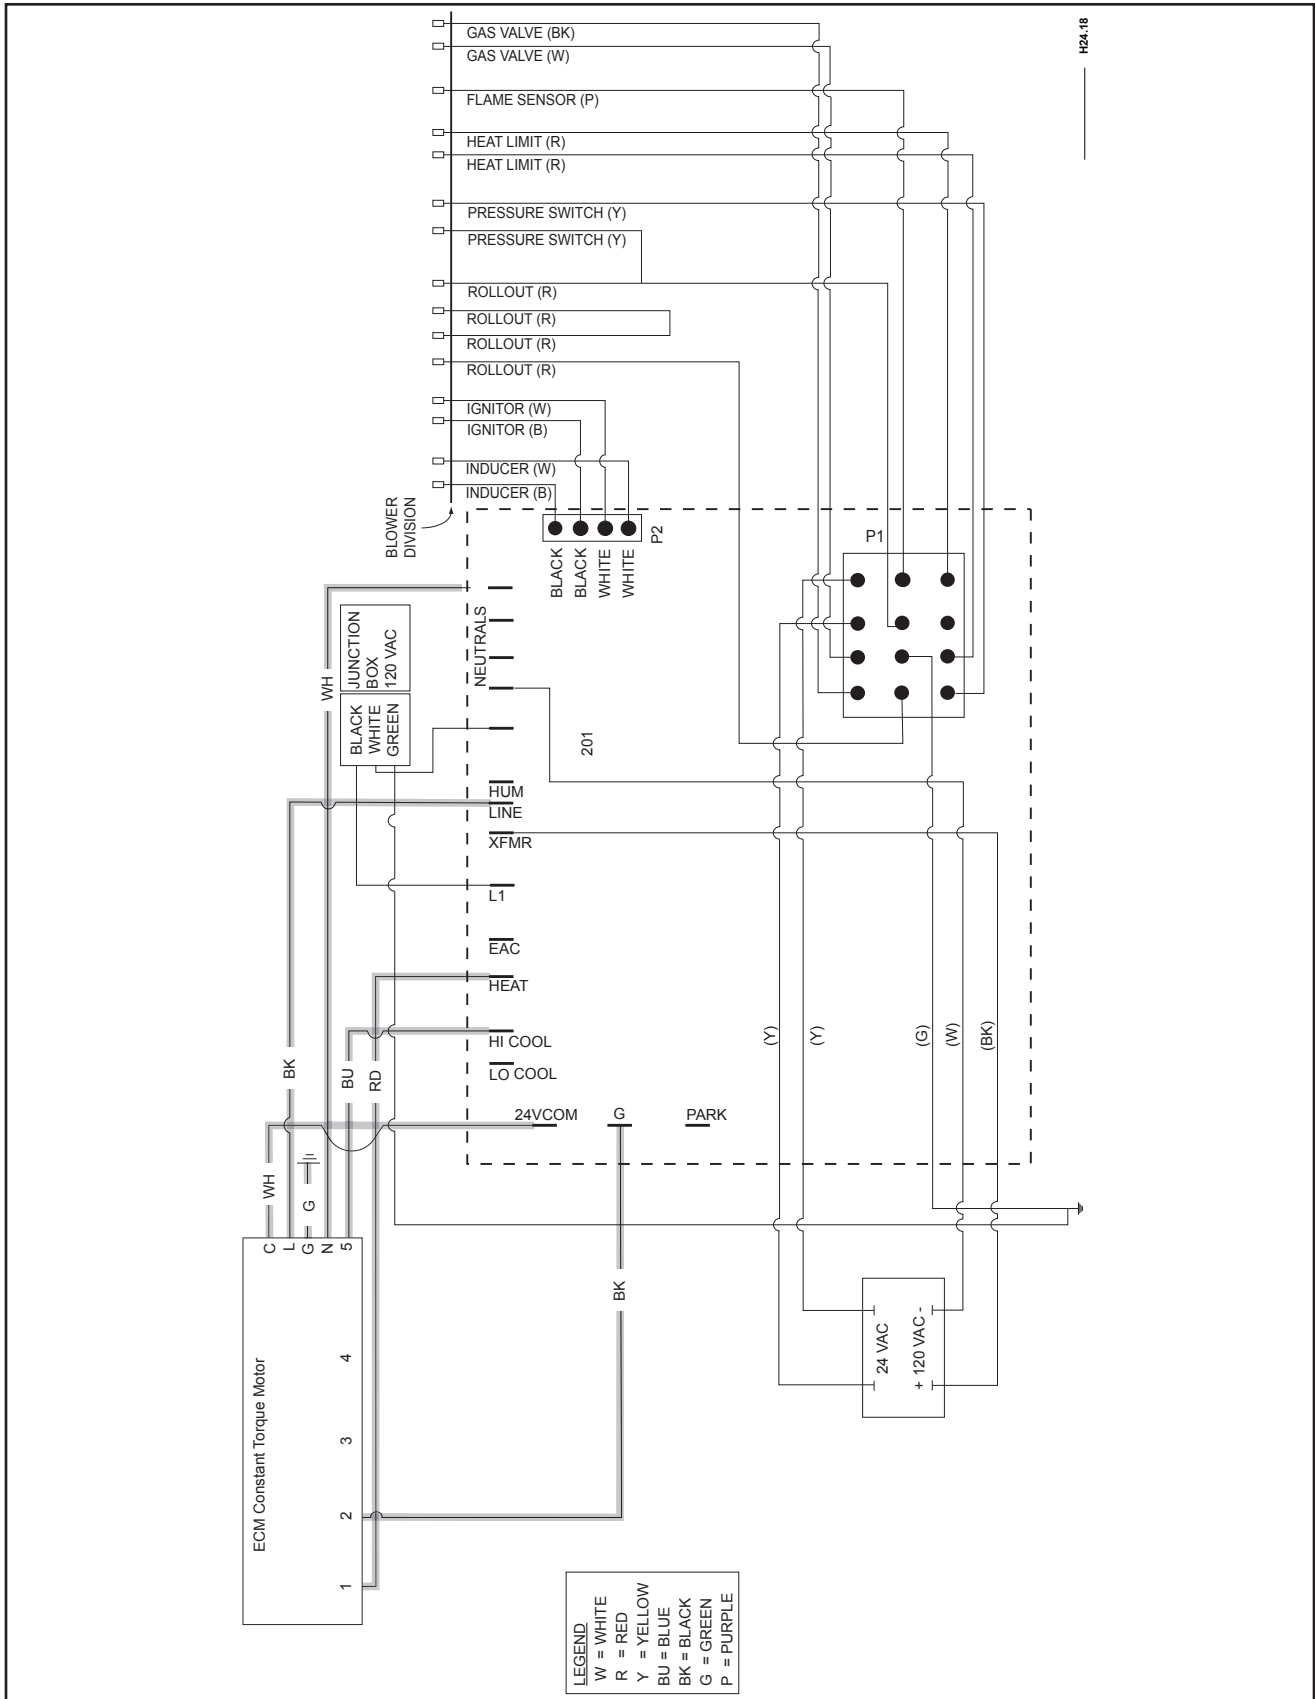 GAS VALVE (BK)
GAS VALVE (W)
FLAME SENSOR (P)
HEAT LIMIT (R)
HEAT LIMIT (R)
PRESSURE SWITCH (Y)
PRESSURE SWITCH (Y)
ROLLOUT (R)
ROLLOUT (R)
ROLLOUT (R)
ROLLOUT (R)
IGNITOR (W)
IGNITOR (B)
INDUCER (W)
INDUCER (B)
H24.18
BLOWER
DIVISION
BLACK
BLACK
WHITE
WHITE
P2
P1
NEUTRALS
JUNCTION
BOX
120 VAC
BLACK
WHITE
GREEN
WH
201
HUM
LINE
XFMR
L1
EAC
HEAT
HI COOL
LO COOL
24VCOM
G
PARK
BK
BU
RD
WH
G
(Y)
(Y)
(G)
(W)
(BK)
C
L
G
N
5
4
3
2
1
ECM Constant Torque Motor
BK
24 VAC
+ 120 VAC -
LEGEND
W = WHITE
R = RED
Y = YELLOW
BU = BLUE
BK = BLACK
G = GREEN
P = PURPLE